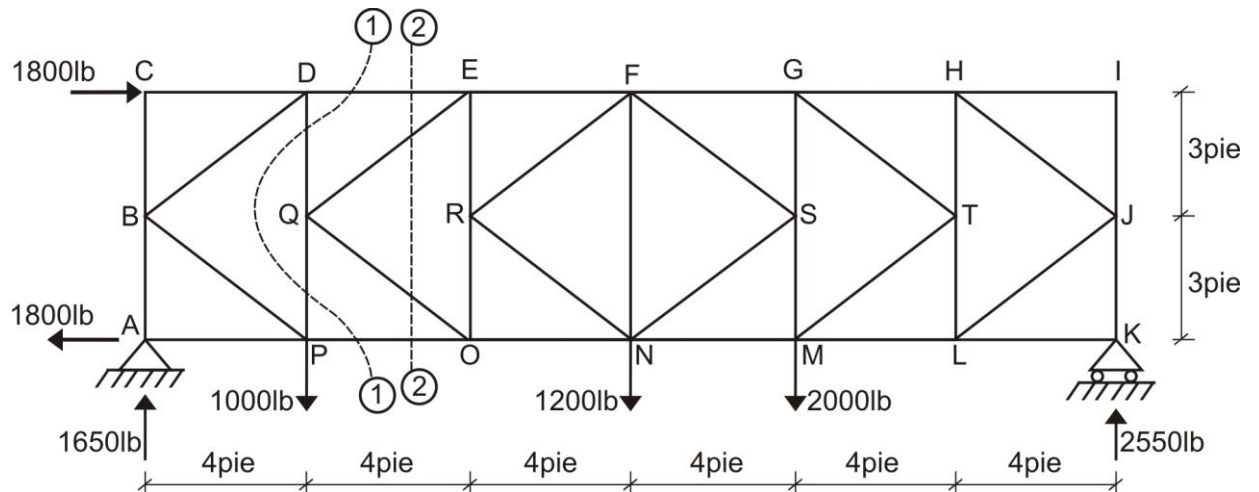 1 2
1800lb
C D E F G H I
3pie
B Q R S T J
3pie
1800lb
A P O N M L K
1 2
1000lb 1200lb 2000lb
1650lb 2550lb
4pie 4pie 4pie 4pie 4pie 4pie